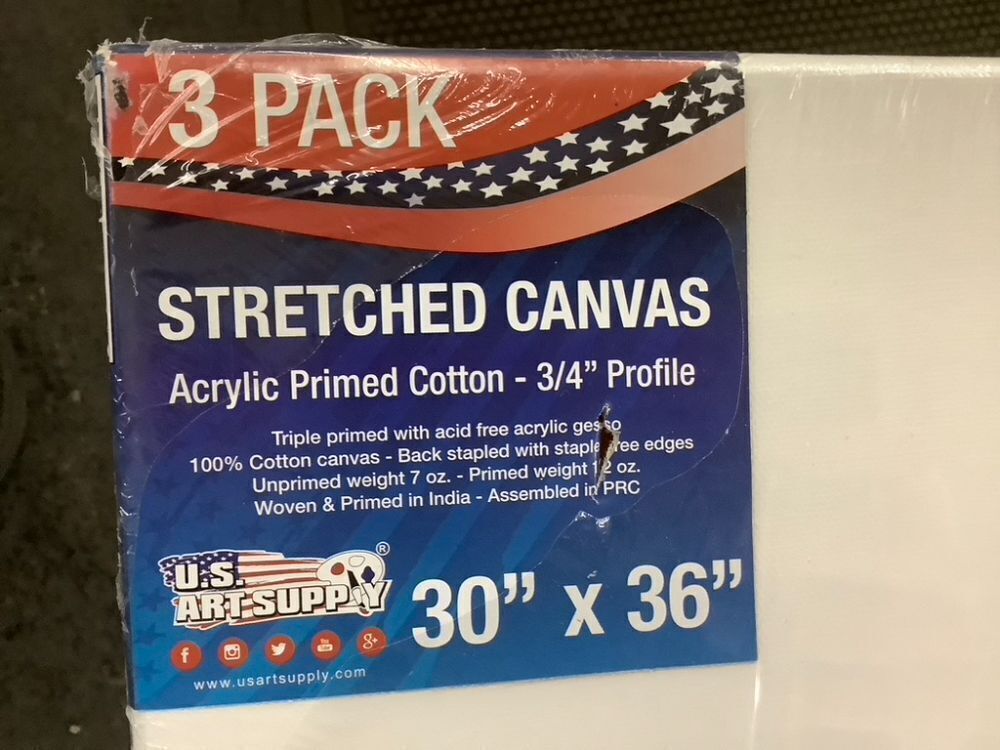 3 PACK
STRETCHED CANVAS
Acrylic Primed Cotton - 3/4” Profile
Triple primed with acid free acrylic gesso
100% Cotton canvas - Back stapled with staple free edges
Unprimed weight 7 oz. - Primed weight 12 oz.
Woven & Primed in India - Assembled in PRC
U.S.
ART SUPPLY ®
30” x 36”
f You Tube g+
www.usartsupply.com